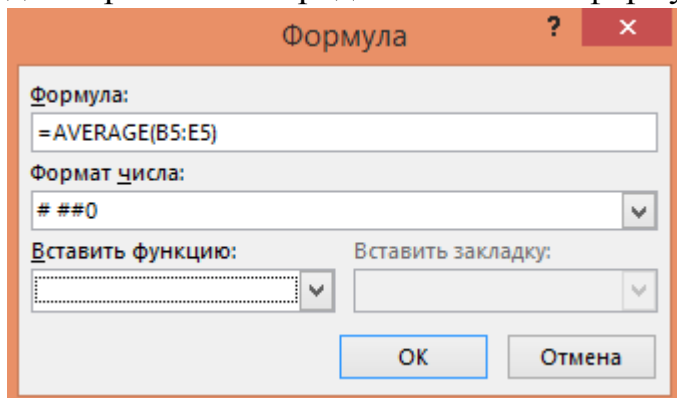 Формула ? ×
Формула:
=AVERAGE(B5:E5)
Формат числа:
# ##0
Вставить функцию: Вставить закладку:
ОК Отмена